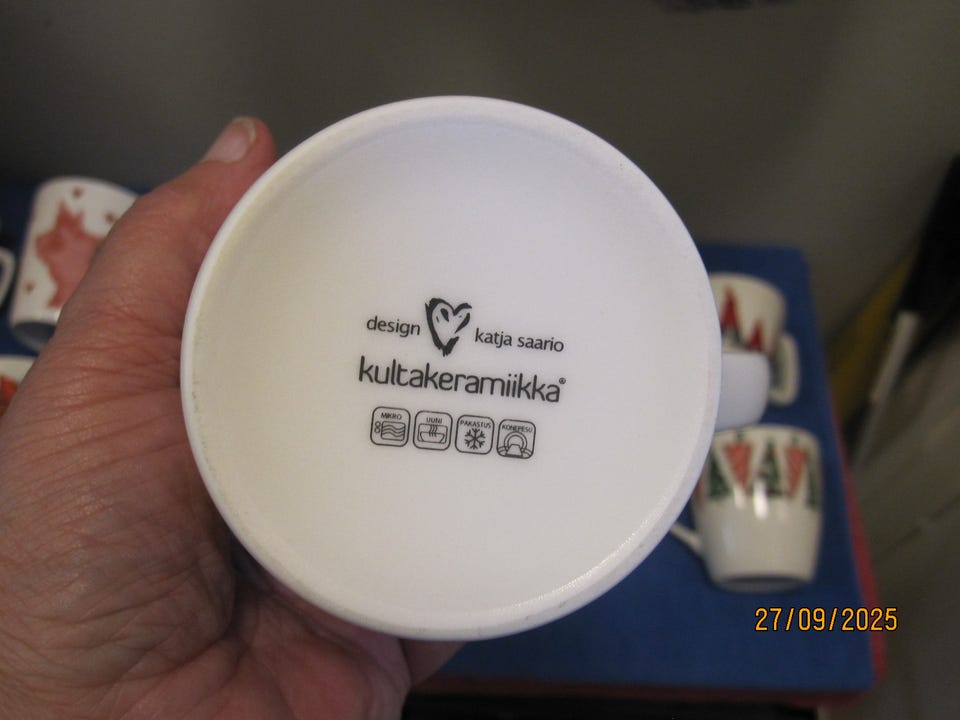 design katja saario
kultakeramiikka®
MIKRO UUNI PAKASTUS KONEPESU
27/09/2025